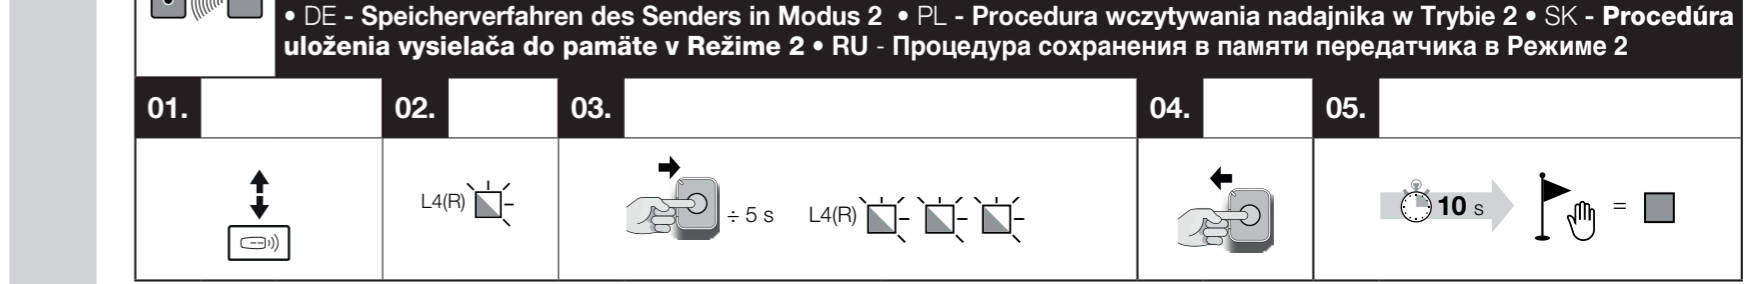 • DE - Speicherverfahren des Senders in Modus 2 • PL - Procedura wczytywania nadajnika w Trybie 2 • SK - Procedúra
uloženia vysielača do pamäte v Režime 2 • RU - Процедура сохранения в памяти передатчика в Режиме 2
01. 02. 03. 04. 05.
L4(R) ÷ 5 s L4(R) 10 s =